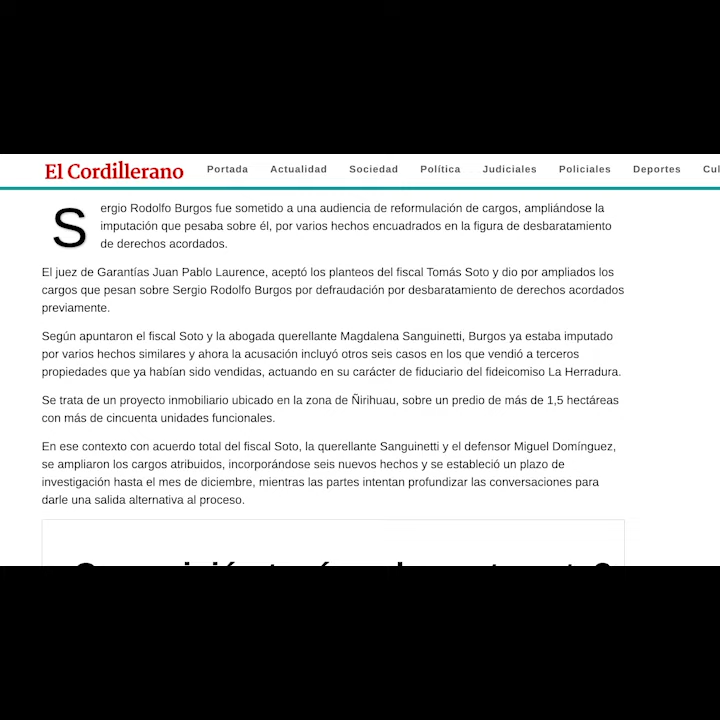 El Cordillerano Portada Actualidad Sociedad Política Judiciales Policiales Deportes Cul
Sergio Rodolfo Burgos fue sometido a una audiencia de reformulación de cargos, ampliándose la
imputación que pesaba sobre él, por varios hechos encuadrados en la figura de desbaratamiento
de derechos acordados.
El juez de Garantías Juan Pablo Laurence, aceptó los planteos del fiscal Tomás Soto y dio por ampliados los
cargos que pesan sobre Sergio Rodolfo Burgos por defraudación por desbaratamiento de derechos acordados
previamente.
Según apuntaron el fiscal Soto y la abogada querellante Magdalena Sanguinetti, Burgos ya estaba imputado
por varios hechos similares y ahora la acusación incluyó otros seis casos en los que vendió a terceros
propiedades que ya habían sido vendidas, actuando en su carácter de fiduciario del fideicomiso La Herradura.
Se trata de un proyecto inmobiliario ubicado en la zona de Ñirihuau, sobre un predio de más de 1,5 hectáreas
con más de cincuenta unidades funcionales.
En ese contexto con acuerdo total del fiscal Soto, la querellante Sanguinetti y el defensor Miguel Domínguez,
se ampliaron los cargos atribuidos, incorporándose seis nuevos hechos y se estableció un plazo de
investigación hasta el mes de diciembre, mientras las partes intentan profundizar las conversaciones para
darle una salida alternativa al proceso.